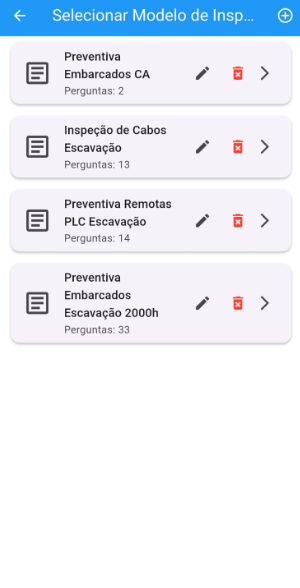 Selecionar Modelo de Insp...
Preventiva
Embarcados CA
Perguntas: 2
Inspeção de Cabos
Escavação
Perguntas: 13
Preventiva Remotas
PLC Escavação
Perguntas: 14
Preventiva
Embarcados
Escavação 2000h
Perguntas: 33